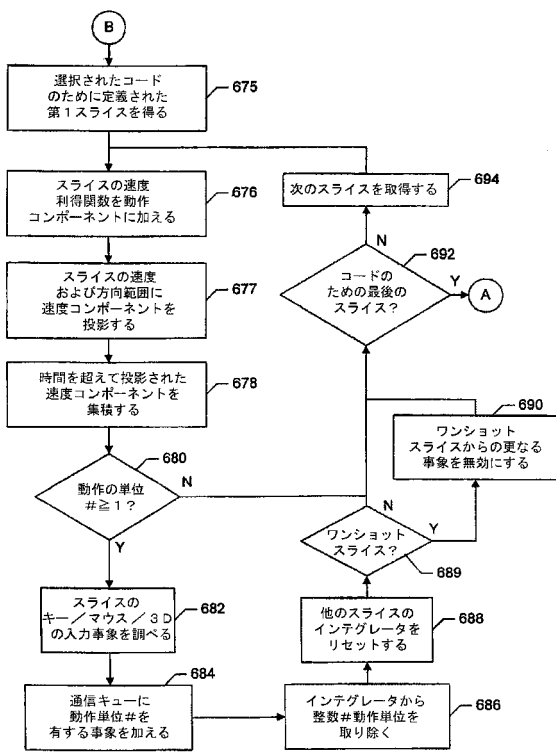 B
選択されたコード
のために定義された
第1スライスを得る
675
スライスの速度
利得関数を動作
コンポーネントに加える
676
スライスの速度
および方向範囲に
速度コンポーネントを
投影する
677
時間を超えて投影された
速度コンポーネントを
集積する
678
680
動作の単位
#≧1?
N
Y
スライスの
キー/マウス/3D
の入力事象を調べる
682
684
通信キューに
動作単位#を
有する事象を加える
インテグレータから
整数#動作単位を
取り除く
686
他のスライスの
インテグレータを
リセットする
688
ワンショット
スライス?
N
Y
689
690
ワンショット
スライスからの更なる
事象を無効にする
692
コードの
ための最後の
スライス?
N
Y
A
次のスライスを取得する
694